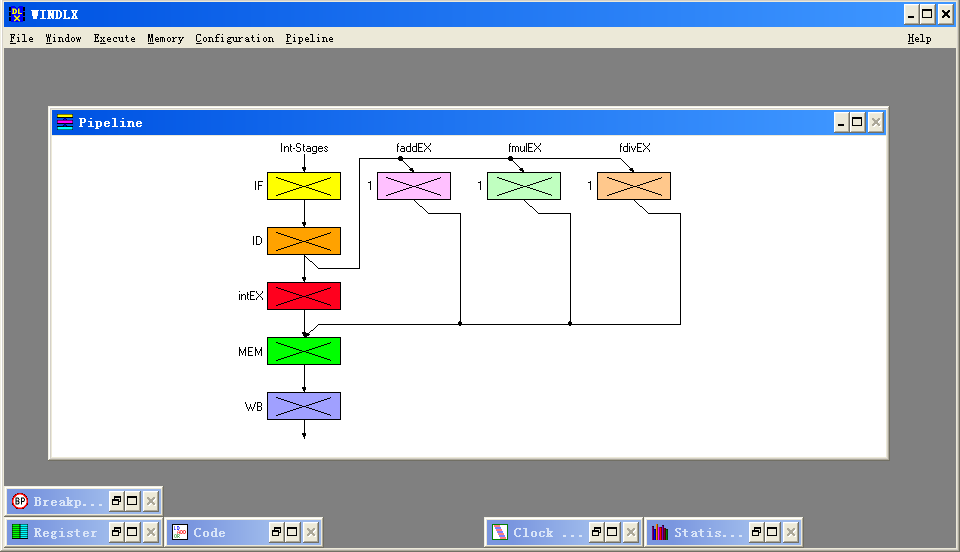 WINDLX
File Window Execute Memory Configuration Pipeline Help
Pipeline
Int-Stages faddEX fmulEX fdivEX
IF 1 1 1
ID
intEX
MEM
WB
BP Breakp...
Register Code Clock ... Statis...